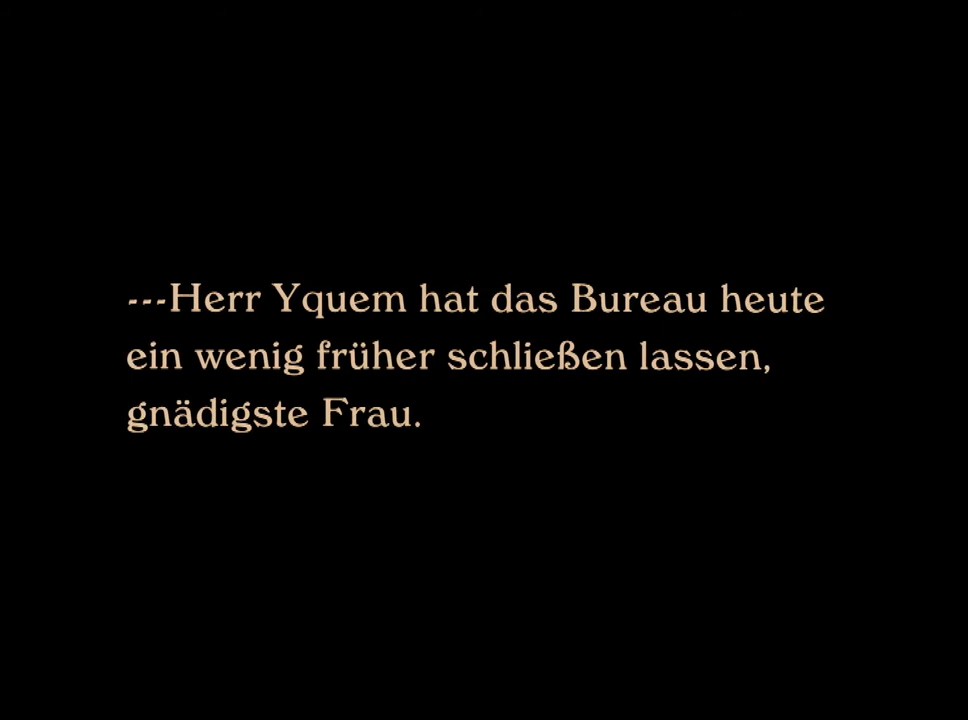 ---Herr Yquem hat das Bureau heute
ein wenig früher schließen lassen,
gnädigste Frau.